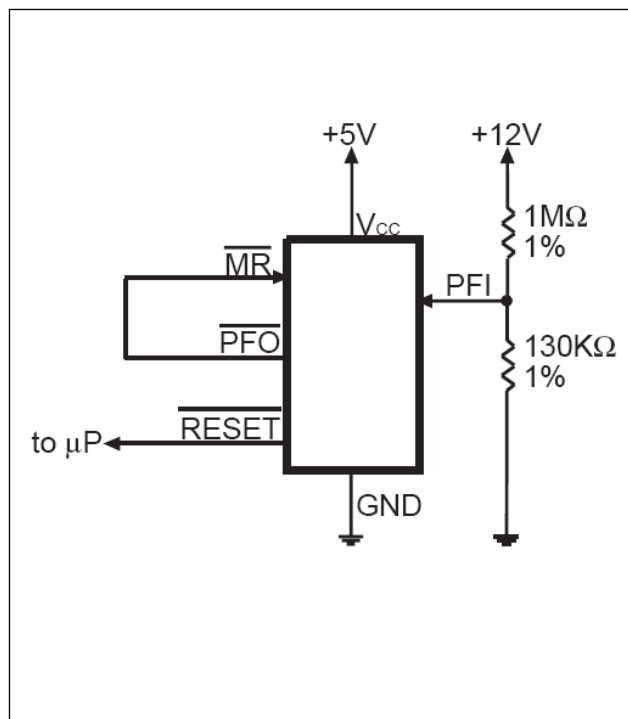 +5V
+12V
VCC
1MΩ
1%
MR
PFI
PFO
130KΩ
1%
RESET
to µP
GND